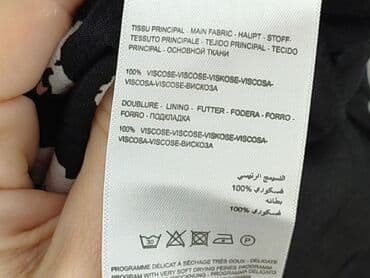 TISSU PRINCIPAL - MAIN FABRIC - HAUPT - STOFF-
TESSUTO PRINCIPALE - TEJIDO PRINCIPAL - TECIDO
PRINCIPAL - ОСНОВНОЙ ТКАНИ
100% VISCOSE-VISCOSE-VISKOSE-VISCOSA-
VISCOSA-VISCOSE-ВИСКОЗА
DOUBLURE - LINING - FUTTER - FODERA - FORRO -
FORRO - ПОДКЛАДКА
100% VISCOSE-VISCOSE-VISKOSE-VISCOSA-
VISCOSA-VISCOSE-ВИСКОЗА
النسيج الرئيسي
100% فسكوزي
بطانه
100% فسكوزي
30 P
PROGRAMME DÉLICAT À SÉCHAGE TRÈS DOUX - DELICATE
PROGRAM WITH VERY SOFT DRYING